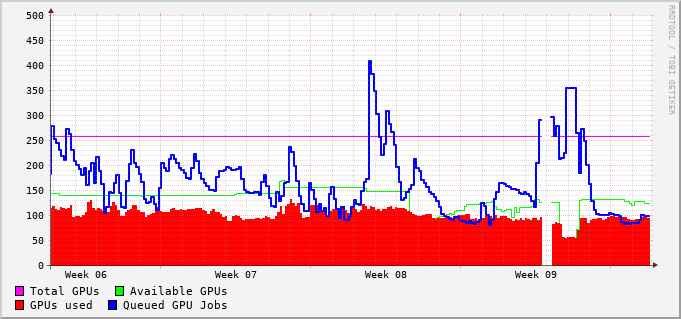 500
450
400
350
300
250
200
150
100
50
0
Week 06 Week 07 Week 08 Week 09
Total GPUs Available GPUs
GPUs used Queued GPU Jobs
RRDTOOL / TOBI OETIKER